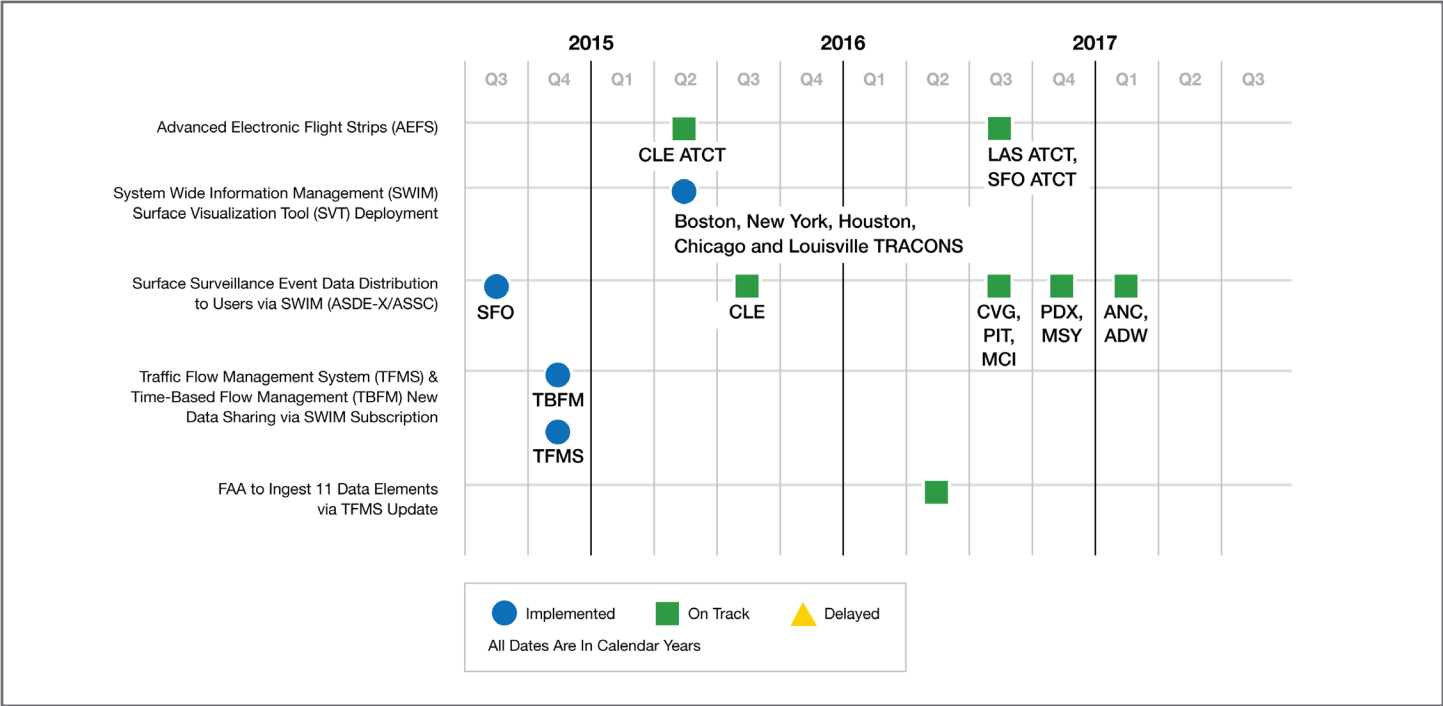 2015 2016 2017
Q3 Q4 Q1 Q2 Q3 Q4 Q1 Q2 Q3 Q4 Q1 Q2 Q3
Advanced Electronic Flight Strips (AEFS)
CLE ATCT
LAS ATCT,
SFO ATCT
System Wide Information Management (SWIM)
Surface Visualization Tool (SVT) Deployment
Boston, New York, Houston,
Chicago and Louisville TRACONS
Surface Surveillance Event Data Distribution
to Users via SWIM (ASDE-X/ASSC)
SFO
CLE
CVG,
PIT,
MCI
PDX,
MSY
ANC,
ADW
Traffic Flow Management System (TFMS) &
Time-Based Flow Management (TBFM) New
Data Sharing via SWIM Subscription
TBFM
TFMS
FAA to Ingest 11 Data Elements
via TFMS Update
Implemented On Track Delayed
All Dates Are In Calendar Years